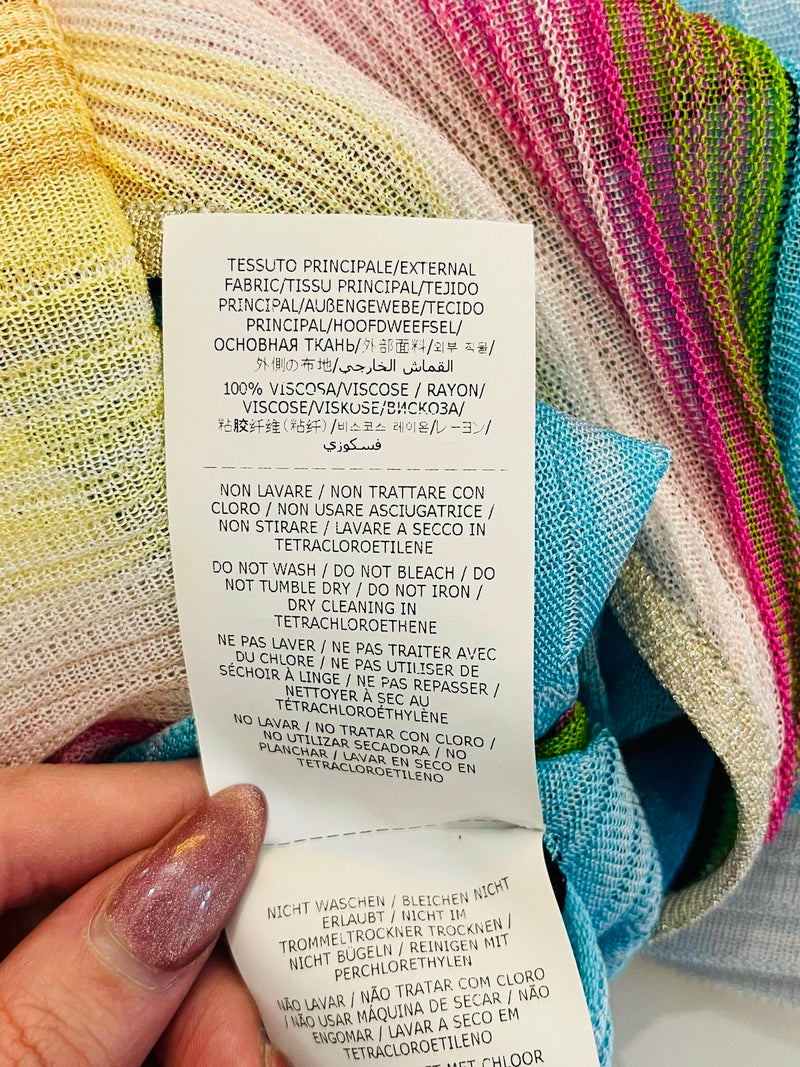 TESSUTO PRINCIPALE/EXTERNAL
FABRIC/TISSU PRINCIPAL/TEJIDO
PRINCIPAL/AUßENGEWEBE/TECIDO
PRINCIPAL/HOOFDWEEFSEL/
ОСНОВНАЯ ТКАНЬ/外部面料/외부 직물/
外側の布地/القماش الخارجي/
100% VISCOSA/VISCOSE / RAYON/
VISCOSE/VISKOSE/ВИСКОЗА/
粘胶纤维(粘纤)/비스코스 레이온/レーヨン/
فسكوزي
NON LAVARE / NON TRATTARE CON
CLORO / NON USARE ASCIUGATRICE /
NON STIRARE / LAVARE A SECCO IN
TETRACLOROETILENE
DO NOT WASH / DO NOT BLEACH / DO
NOT TUMBLE DRY / DO NOT IRON /
DRY CLEANING IN
TETRACHLOROETHENE
NE PAS LAVER / NE PAS TRAITER AVEC
DU CHLORE / NE PAS UTILISER DE
SÉCHOIR À LINGE / NE PAS REPASSER /
NETTOYER À SEC AU
TÉTRACHLOROÉTHYLÈNE
NO LAVAR / NO TRATAR CON CLORO /
NO UTILIZAR SECADORA / NO
PLANCHAR / LAVAR EN SECO EN
TETRACLOROETILENO
NICHT WASCHEN / BLEICHEN NICHT
ERLAUBT / NICHT IM
TROMMELTROCKNER TROCKNEN /
NICHT BÜGELN / REINIGEN MIT
PERCHLORETHYLEN
NÃO LAVAR / NÃO TRATAR COM CLORO
/ NÃO USAR MÁQUINA DE SECAR / NÃO
ENGOMAR / LAVAR A SECO EM
TETRACLOROETILENO
MET CHLOOR